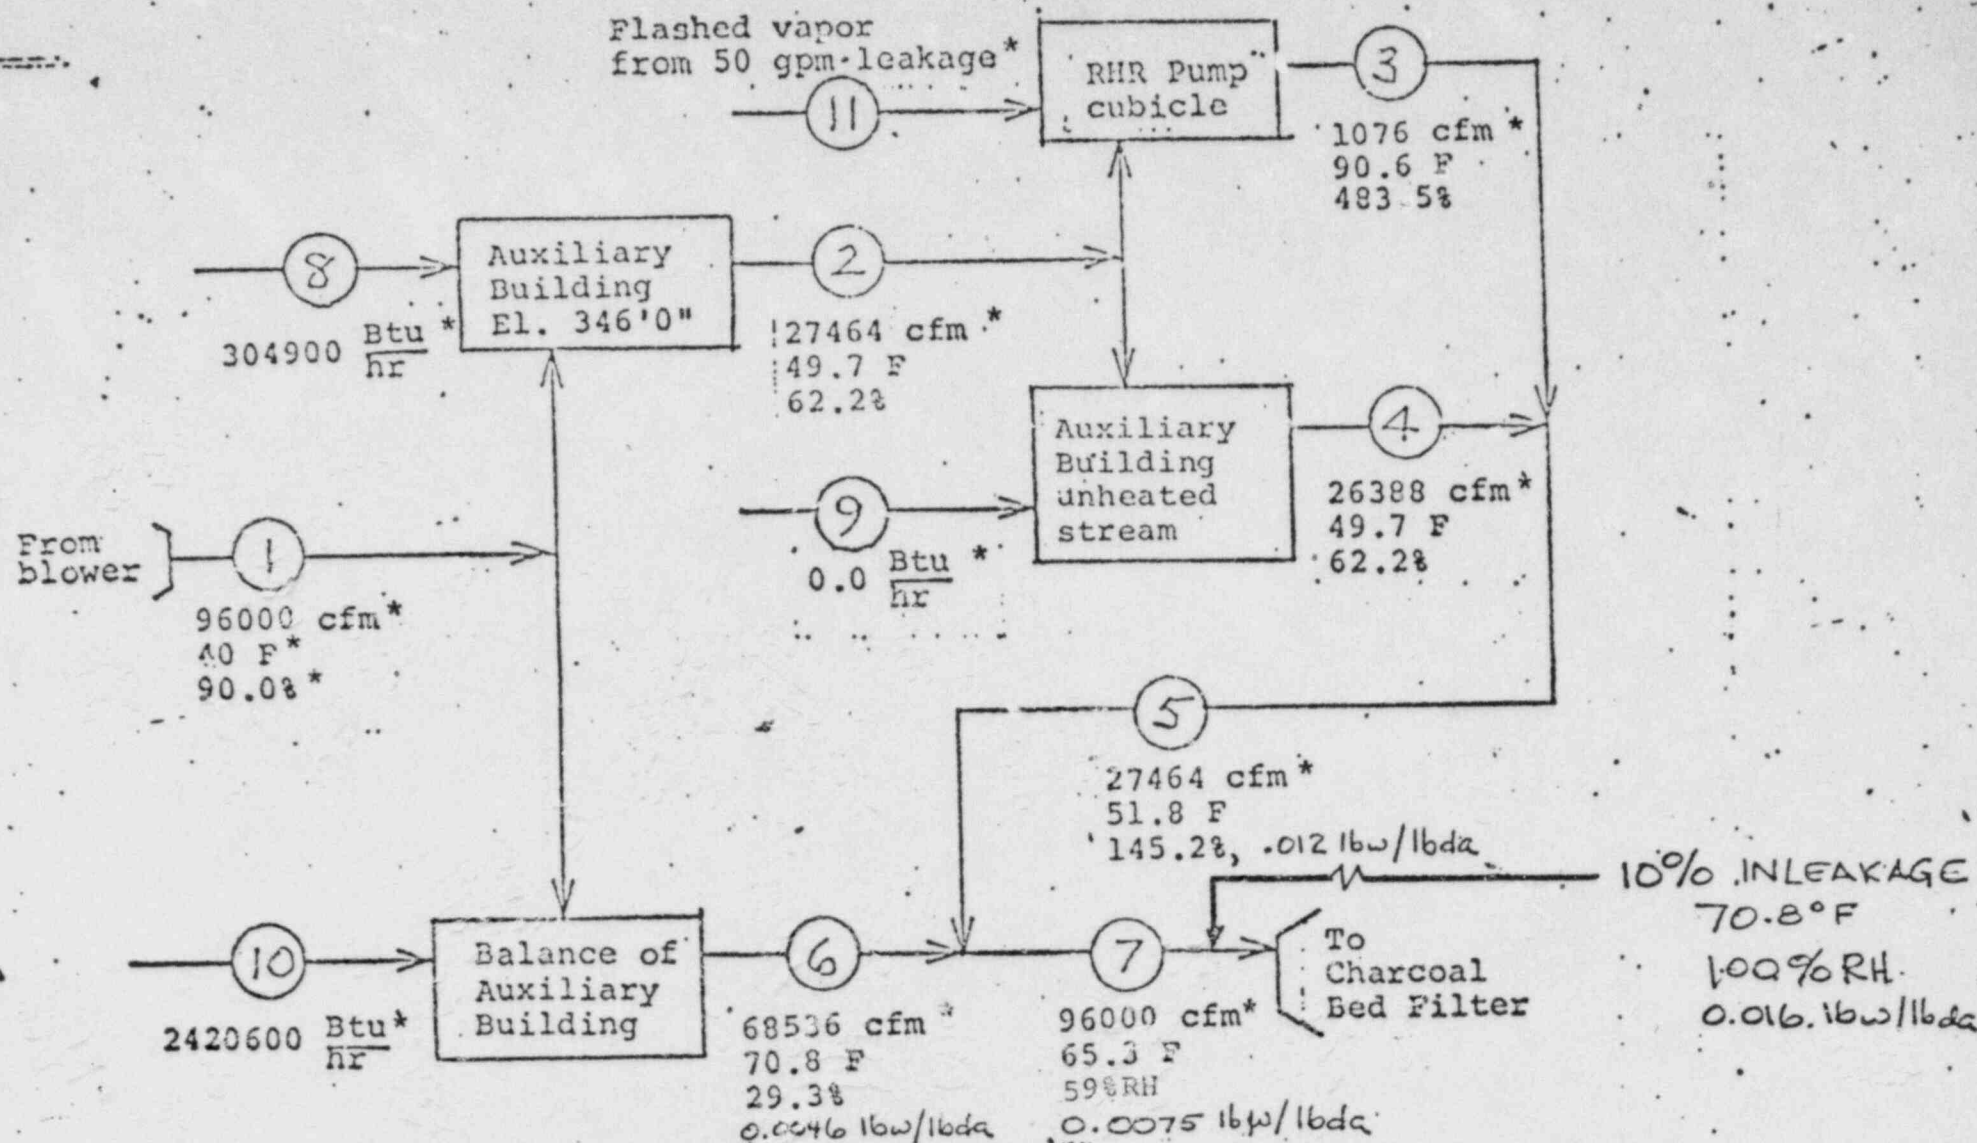 Flashed vapor
from 50 gpm leakage*
11
RHR Pump
cubicle
3
1076 cfm*
90.6 F
483.5%
8
304900 Btu/hr*
Auxiliary
Building
El. 346'0"
2
27464 cfm*
49.7 F
62.2%
From
blower
1
96000 cfm*
40 F*
90.0%*
9
0.0 Btu/hr*
Auxiliary
Building
unheated
stream
4
26388 cfm*
49.7 F
62.2%
5
27464 cfm*
51.8 F
145.2%, .012 lbw/lbda
10% INLEAKAGE
70.8°F
100% RH
0.016 lbw/lbda
10
2420600 Btu/hr*
Balance of
Auxiliary
Building
6
68536 cfm*
70.8 F
29.3%
0.0046 lbw/lbda
7
96000 cfm*
65.3 F
59%RH
0.0075 lbw/lbda
To
Charcoal
Bed Filter